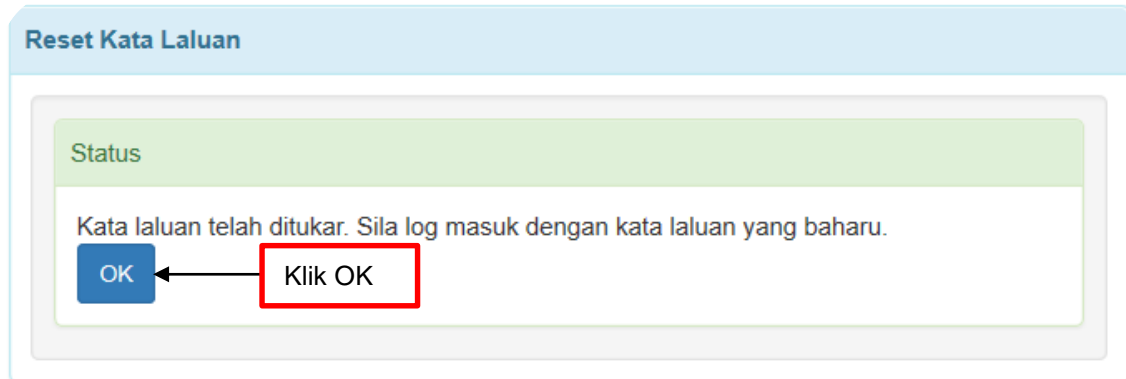 Reset Kata Laluan
Status
Kata laluan telah ditukar. Sila log masuk dengan kata laluan yang baharu.
OK
Klik OK